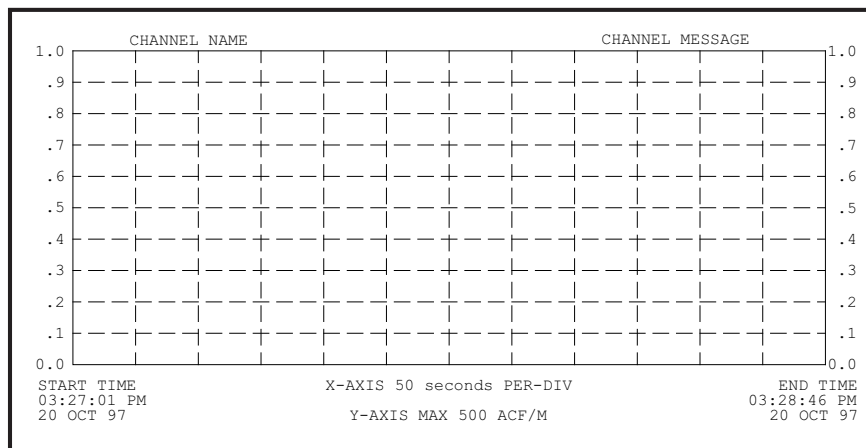 CHANNEL NAME CHANNEL MESSAGE
1.0 1.0
.9 .9
.8 .8
.7 .7
.6 .6
.5 .5
.4 .4
.3 .3
.2 .2
.1 .1
0.0 0.0
START TIME X-AXIS 50 seconds PER-DIV END TIME
03:27:01 PM 03:28:46 PM
20 OCT 97 Y-AXIS MAX 500 ACF/M 20 OCT 97